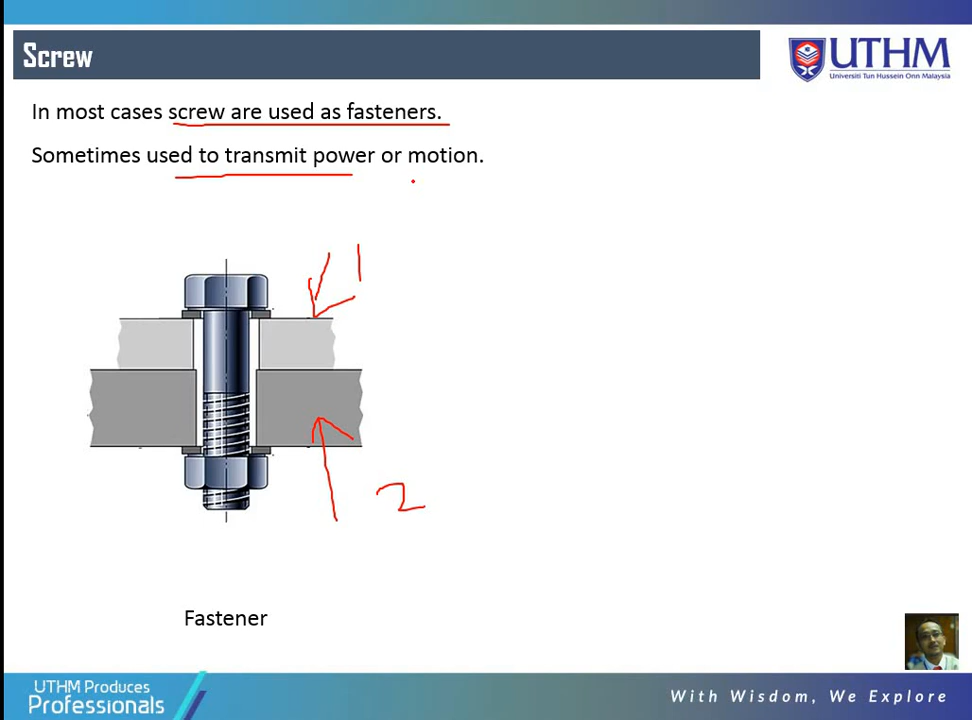 Screw
UTHM
Universiti Tun Hussein Onn Malaysia
In most cases screw are used as fasteners.
Sometimes used to transmit power or motion.
1
2
Fastener
UTHM Produces
Professionals
With Wisdom, We Explore